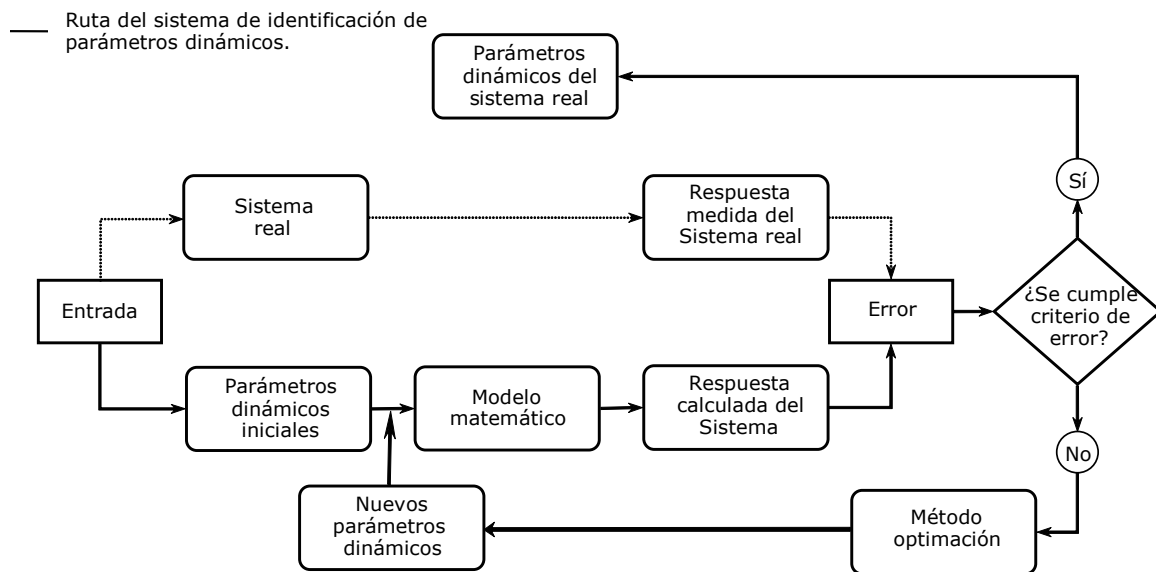 Ruta del sistema de identificación de
parámetros dinámicos.
Parámetros
dinámicos del
sistema real
Sí
Sistema
real
Respuesta
medida del
Sistema real
Entrada
Error
¿Se cumple
criterio de
error?
Parámetros
dinámicos
iniciales
Modelo
matemático
Respuesta
calculada del
Sistema
No
Nuevos
parámetros
dinámicos
Método
optimación